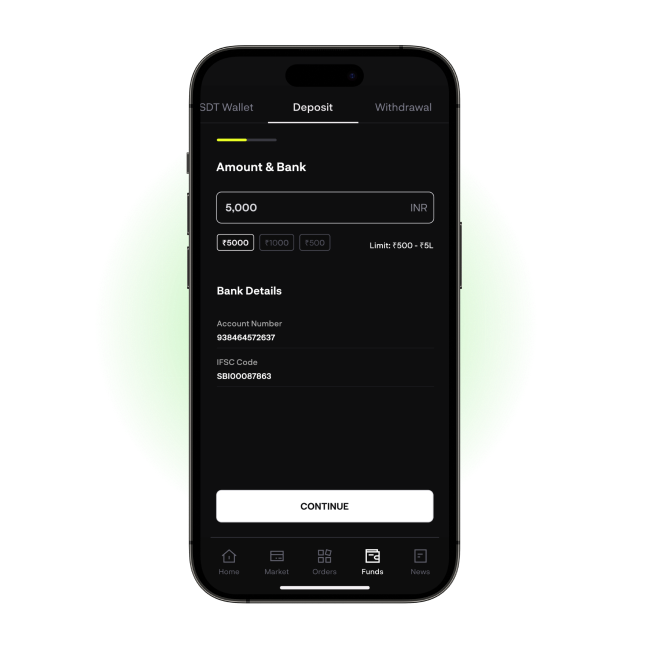 SDT Wallet Deposit Withdrawal
Amount & Bank
5,000 INR
₹5000 ₹1000 ₹500 Limit: ₹500 - ₹5L
Bank Details
Account Number
938464572637
IFSC Code
SBI00087863
CONTINUE
Home Market Orders Funds News